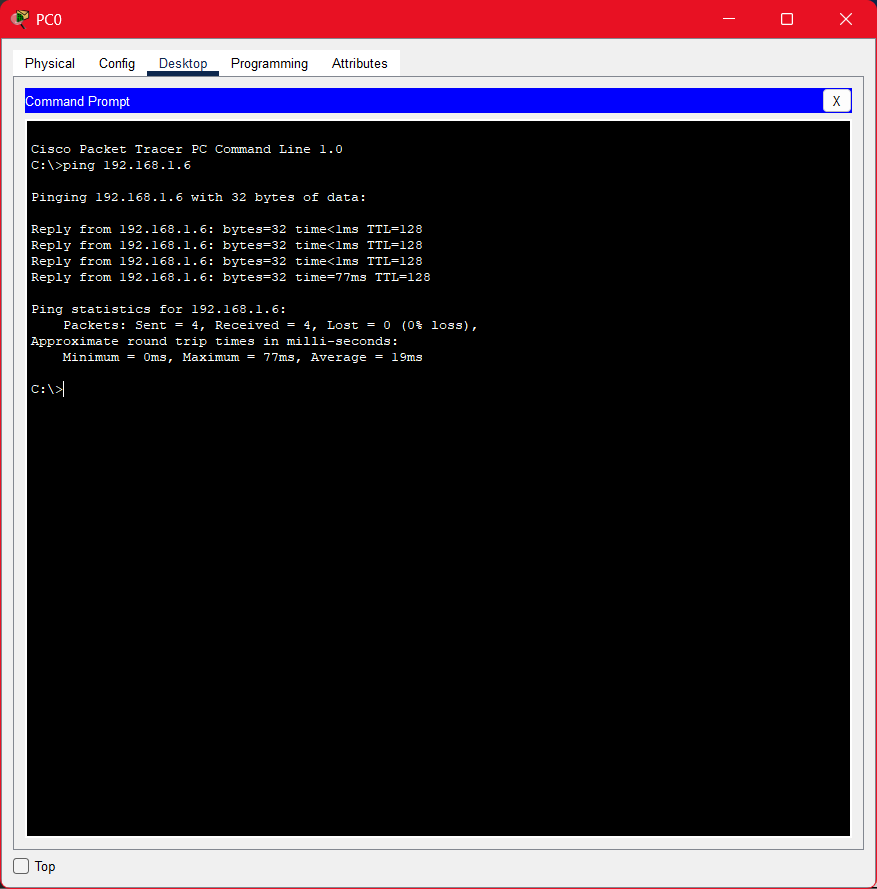 PC0
Physical Config Desktop Programming Attributes
Command Prompt X
Cisco Packet Tracer PC Command Line 1.0
C:\>ping 192.168.1.6
Pinging 192.168.1.6 with 32 bytes of data:
Reply from 192.168.1.6: bytes=32 time<1ms TTL=128
Reply from 192.168.1.6: bytes=32 time<1ms TTL=128
Reply from 192.168.1.6: bytes=32 time<1ms TTL=128
Reply from 192.168.1.6: bytes=32 time=77ms TTL=128
Ping statistics for 192.168.1.6:
Packets: Sent = 4, Received = 4, Lost = 0 (0% loss),
Approximate round trip times in milli-seconds:
Minimum = 0ms, Maximum = 77ms, Average = 19ms
C:\>
Top